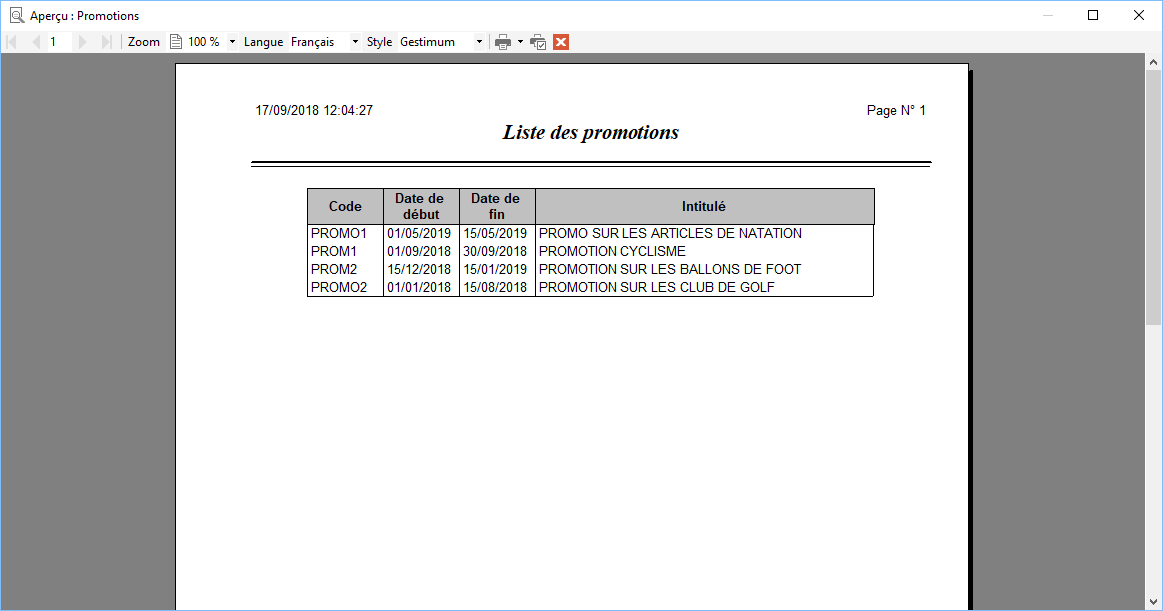 Aperçu : Promotions
1 Zoom 100 % Langue Français Style Gestimum
17/09/2018 12:04:27 Page N° 1
Liste des promotions
Code Date de début Date de fin Intitulé
PROMO1 01/05/2019 15/05/2019 PROMO SUR LES ARTICLES DE NATATION
PROM1 01/09/2018 30/09/2018 PROMOTION CYCLISME
PROM2 15/12/2018 15/01/2019 PROMOTION SUR LES BALLONS DE FOOT
PROMO2 01/01/2018 15/08/2018 PROMOTION SUR LES CLUB DE GOLF